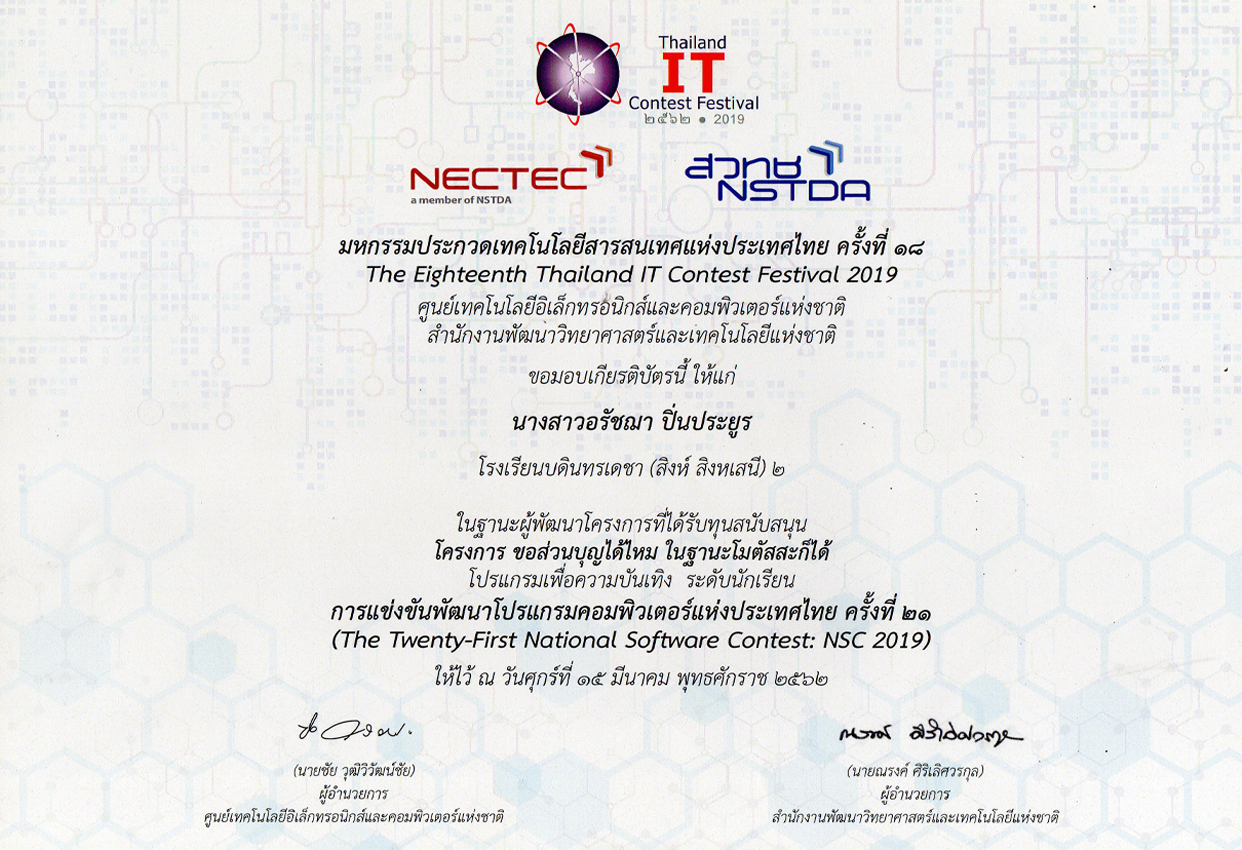 Thailand
IT
Contest Festival
๒๕๖๒ • 2019
NECTEC
a member of NSTDA
สวทช
NSTDA
มหกรรมประกวดเทคโนโลยีสารสนเทศแห่งประเทศไทย ครั้งที่ ๑๘
The Eighteenth Thailand IT Contest Festival 2019
ศูนย์เทคโนโลยีอิเล็กทรอนิกส์และคอมพิวเตอร์แห่งชาติ
สำนักงานพัฒนาวิทยาศาสตร์และเทคโนโลยีแห่งชาติ
ขอมอบเกียรติบัตรนี้ ให้แก่
นางสาวอรัชฌา ปิ่นประยูร
โรงเรียนบดินทรเดชา (สิงห์ สิงหเสนี) ๒
ในฐานะผู้พัฒนาโครงการที่ได้รับทุนสนับสนุน
โครงการ ขอส่วนบุญได้ไหม ในฐานะโมตัสสะก็ได้
โปรแกรมเพื่อความบันเทิง ระดับนักเรียน
การแข่งขันพัฒนาโปรแกรมคอมพิวเตอร์แห่งประเทศไทย ครั้งที่ ๒๑
(The Twenty-First National Software Contest: NSC 2019)
ให้ไว้ ณ วันศุกร์ที่ ๑๕ มีนาคม พุทธศักราช ๒๕๖๒
(นายชัย วุฒิวิวัฒน์ชัย)
ผู้อำนวยการ
ศูนย์เทคโนโลยีอิเล็กทรอนิกส์และคอมพิวเตอร์แห่งชาติ
(นายณรงค์ ศิริเลิศวรกุล)
ผู้อำนวยการ
สำนักงานพัฒนาวิทยาศาสตร์และเทคโนโลยีแห่งชาติ